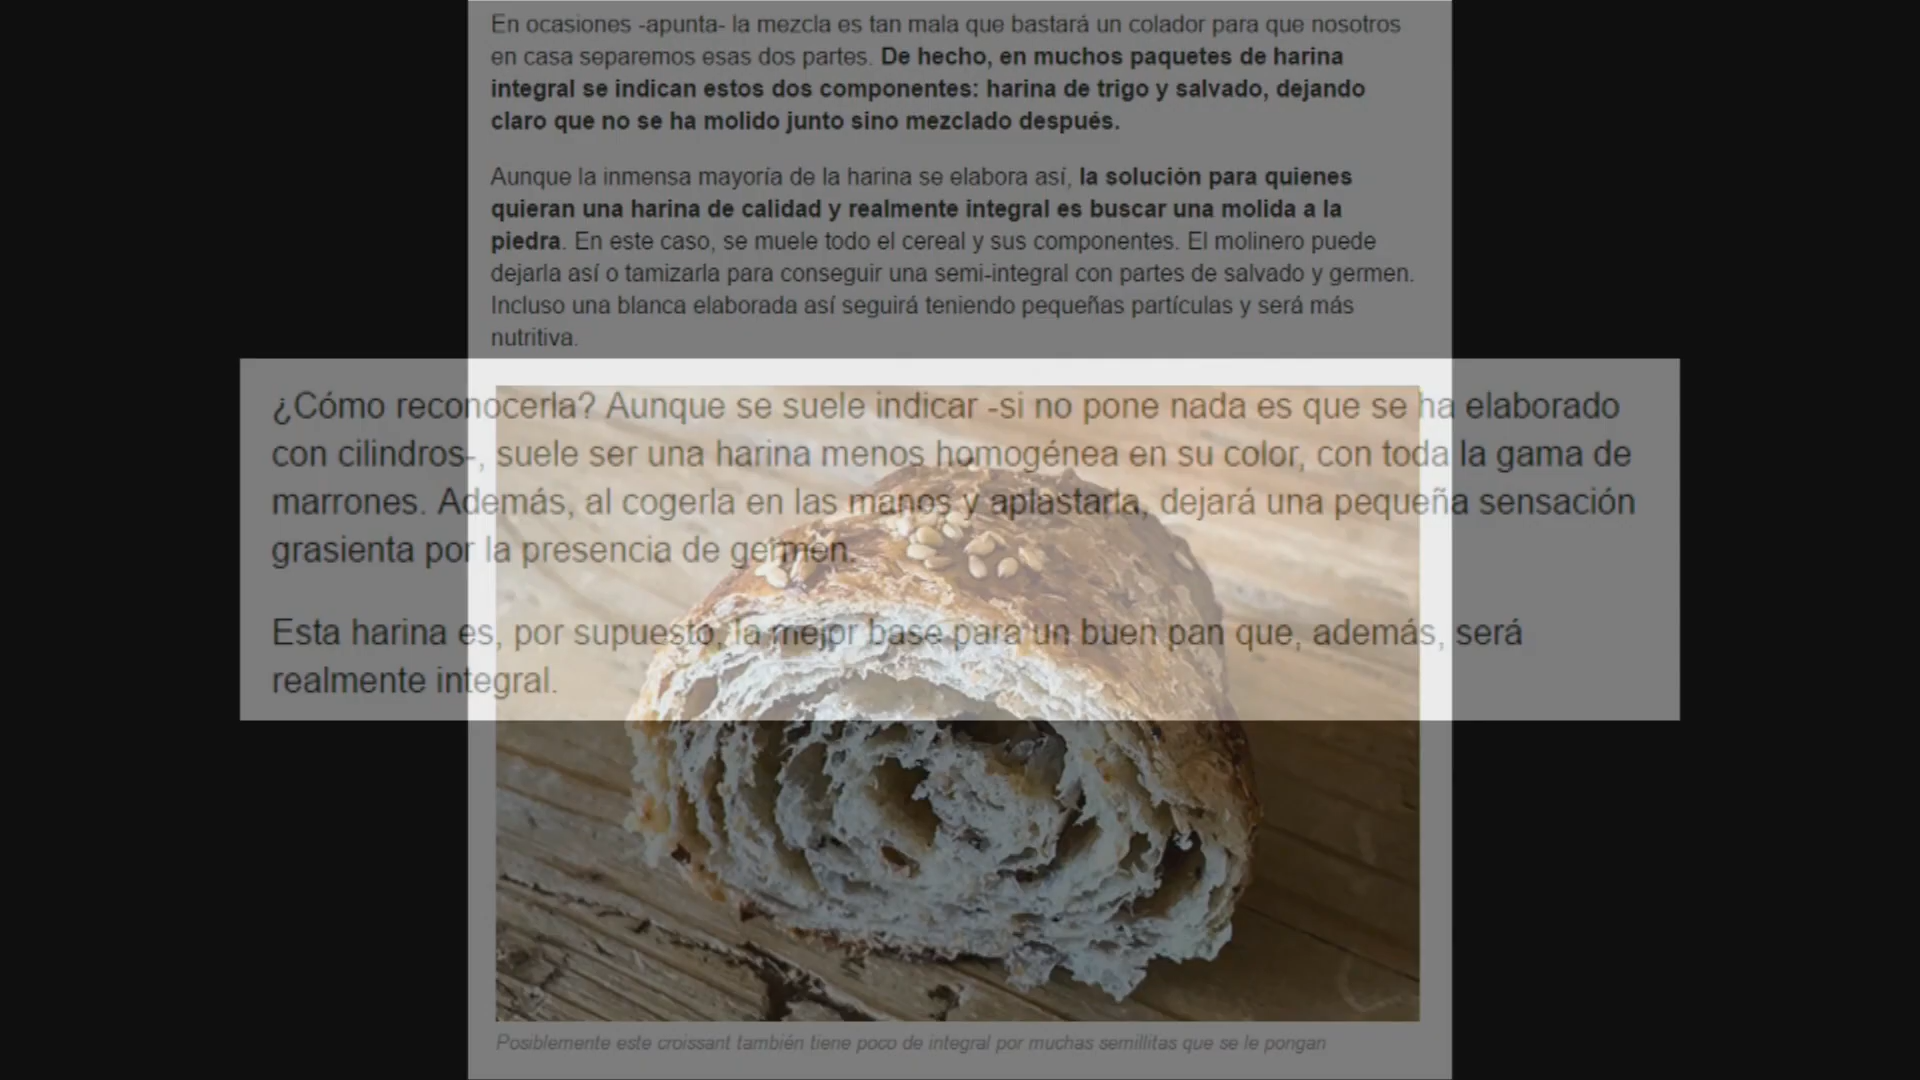 En ocasiones -apunta- la mezcla es tan mala que bastará un colador para que nosotros
en casa separemos esas dos partes. De hecho, en muchos paquetes de harina
integral se indican estos dos componentes: harina de trigo y salvado, dejando
claro que no se ha molido junto sino mezclado después.
Aunque la inmensa mayoría de la harina se elabora así, la solución para quienes
quieran una harina de calidad y realmente integral es buscar una molida a la
piedra. En este caso, se muele todo el cereal y sus componentes. El molinero puede
dejarla así o tamizarla para conseguir una semi-integral con partes de salvado y germen.
Incluso una blanca elaborada así seguirá teniendo pequeñas partículas y será más
nutritiva.
¿Cómo reconocerla? Aunque se suele indicar -si no pone nada es que se ha elaborado
con cilindros-, suele ser una harina menos homogénea en su color, con toda la gama de
marrones. Además, al cogerla en las manos y aplastarla, dejará una pequeña sensación
grasienta por la presencia de germen.
Esta harina es, por supuesto, la mejor base para un buen pan que, además, será
realmente integral.
Posiblemente este croissant también tiene poco de integral por muchas semillitas que se le pongan